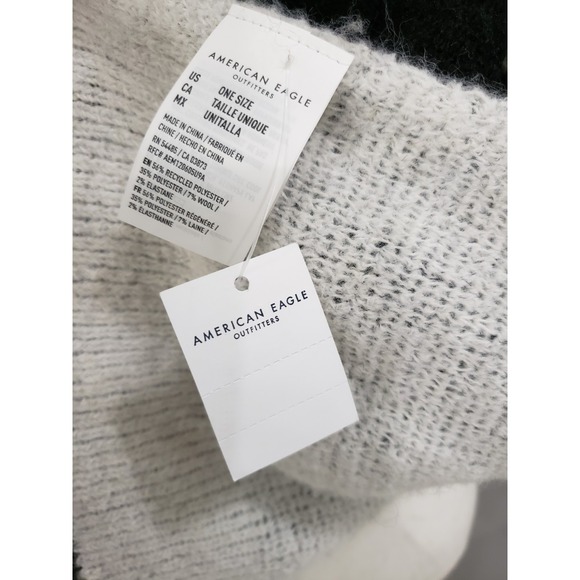 AMERICAN EAGLE
OUTFITTERS
US ONE SIZE
CA TAILLE UNIQUE
MX UNITALLA
MADE IN CHINA / FABRIQUÉ EN
CHINE / HECHO EN CHINA
RN 54485 / CA 03873
RFC# AEM120605U9A
EN 56% RECYCLED POLYESTER /
35% POLYESTER / 7% WOOL /
2% ELASTANE
FR 56% POLYESTER RÉGÉNÉRÉ /
35% POLYESTER / 7% LAINE /
2% ÉLASTHANNE
AMERICAN EAGLE
OUTFITTERS